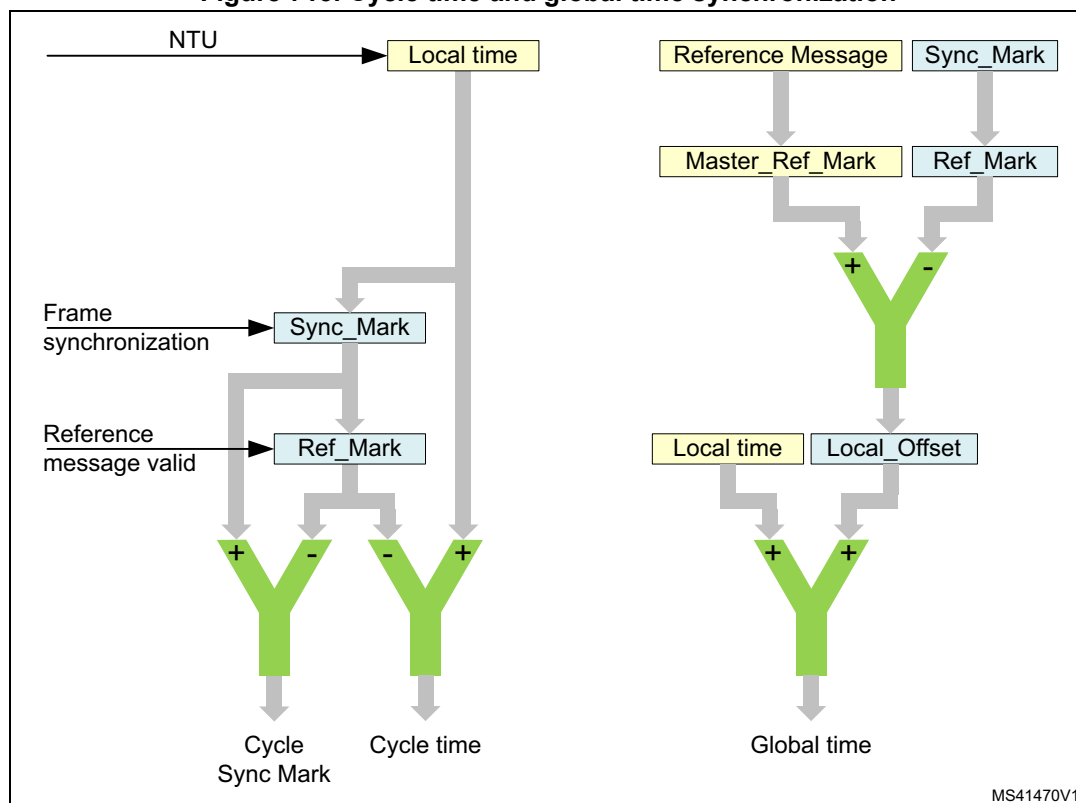 NTU
Local time
Reference Message
Sync_Mark
Master_Ref_Mark
Ref_Mark
+
-
Frame
synchronization
Sync_Mark
Reference
message valid
Ref_Mark
Local time
Local_Offset
+
-
-
+
+
+
Cycle
Sync Mark
Cycle time
Global time
MS41470V1